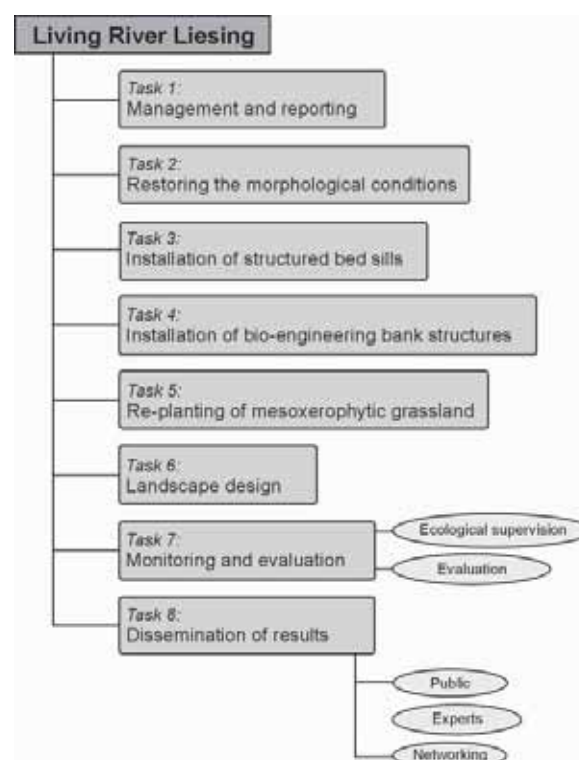 Living River Liesing
Task 1:
Management and reporting
Task 2:
Restoring the morphological conditions
Task 3:
Installation of structured bed sills
Task 4:
Installation of bio-engineering bank structures
Task 5:
Re-planting of mesoxerophytic grassland
Task 6:
Landscape design
Task 7:
Monitoring and evaluation
Ecological supervision
Evaluation
Task 8:
Dissemination of results
Public
Experts
Networking